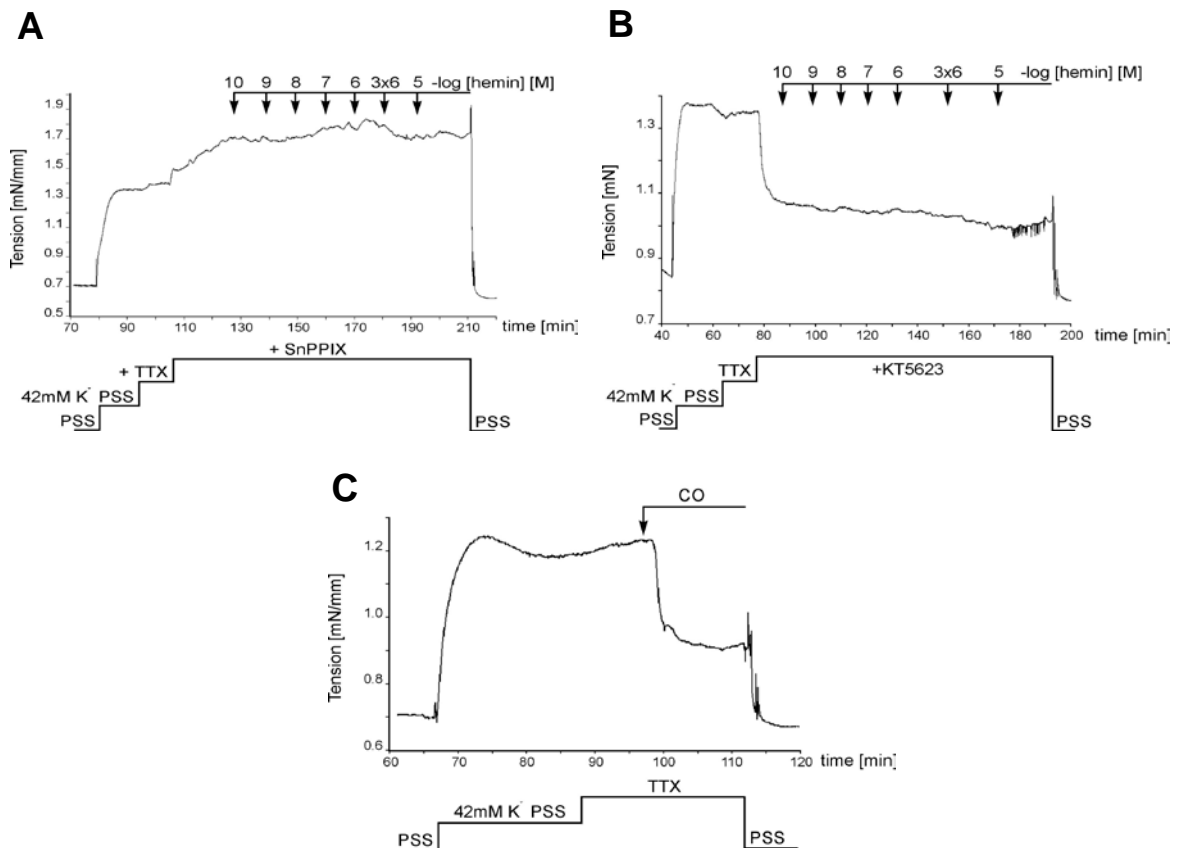 A
10 9 8 7 6 3x6 5 -log [hemin] [M]
Tension [mN/mm]
1.9
1.7
1.5
1.3
1.1
0.9
0.7
0.5
70 90 110 130 150 170 190 210 time [min]
+ SnPPIX
+ TTX
42mM K- PSS
PSS
PSS
B
10 9 8 7 6 3x6 5 -log [hemin] [M]
Tension [mN]
1.3
1.1
0.9
0.7
40 60 80 100 120 140 160 180 200 time [min]
TTX
+KT5623
42mM K- PSS
PSS
PSS
C
CO
Tension [mN/mm]
1.2
1.0
0.8
0.6
60 70 80 90 100 110 120 time [min]
TTX
42mM K- PSS
PSS
PSS